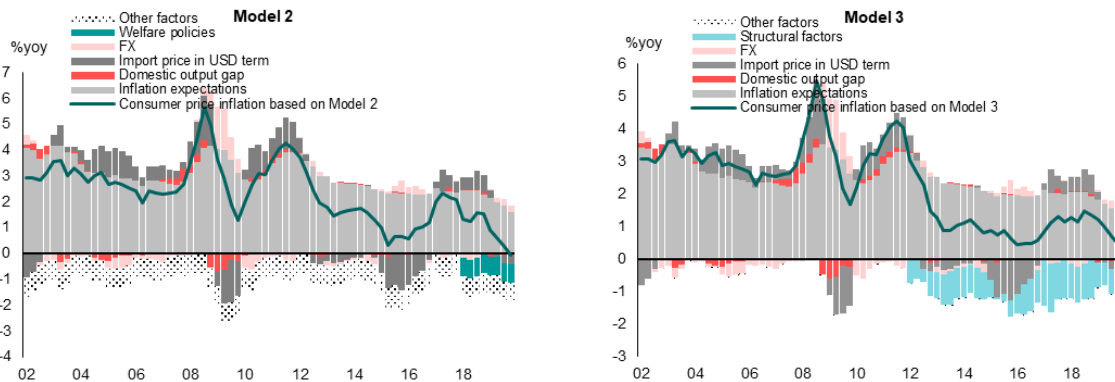 Model 2
Other factors
Welfare policies
%yoy
FX
Import price in USD term
Domestic output gap
Inflation expectations
Consumer price inflation based on Model 2
7
6
5
4
3
2
1
0
-1
-2
-3
-4
02 04 06 08 10 12 14 16 18
Model 3
Other factors
Structural factors
%yoy
FX
Import price in USD term
Domestic output gap
Inflation expectations
Consumer price inflation based on Model 3
6
5
4
3
2
1
0
-1
-2
-3
02 04 06 08 10 12 14 16 18